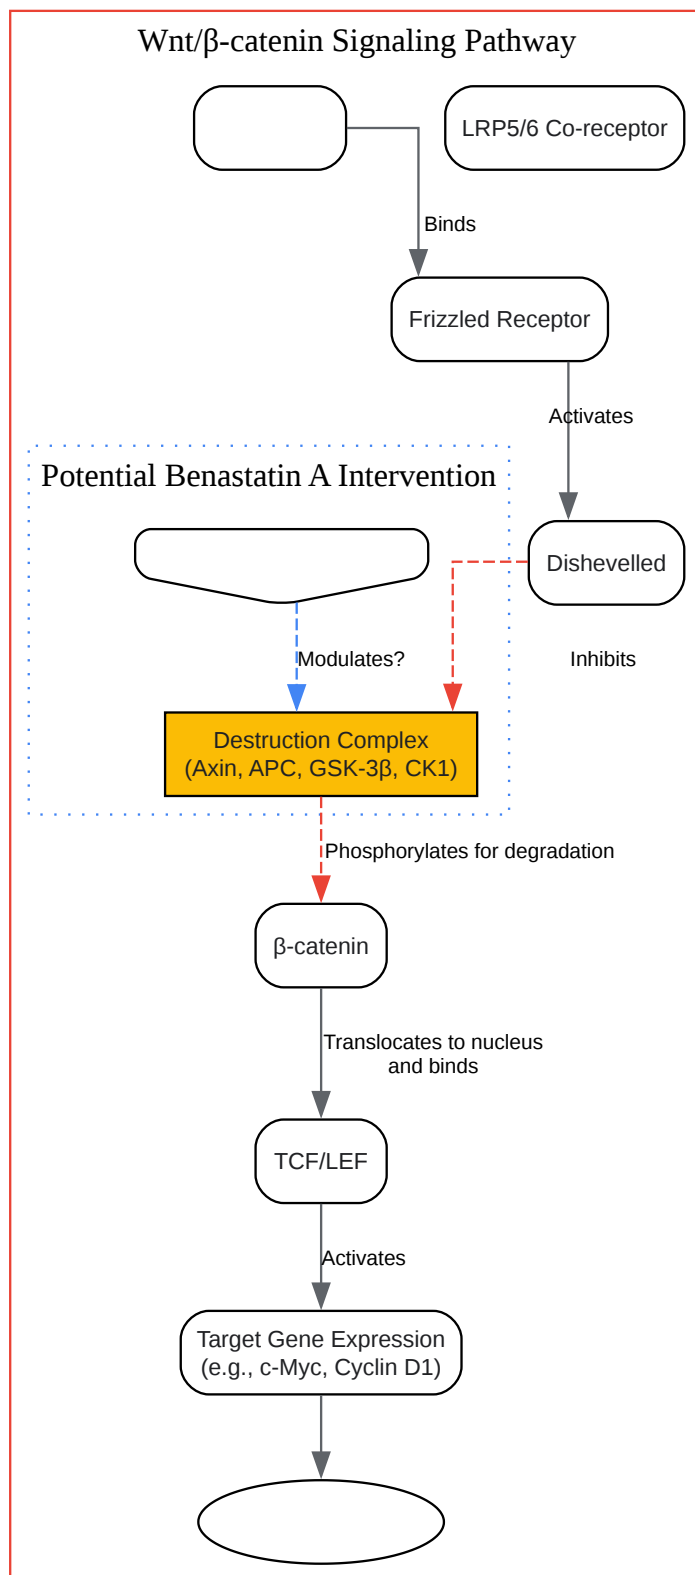 Wnt/β-catenin Signaling Pathway
LRP5/6 Co-receptor
Binds
Frizzled Receptor
Activates
Potential Benastatin A Intervention
Dishevelled
Modulates?
Inhibits
Destruction Complex
(Axin, APC, GSK-3β, CK1)
Phosphorylates for degradation
β-catenin
Translocates to nucleus
and binds
TCF/LEF
Activates
Target Gene Expression
(e.g., c-Myc, Cyclin D1)